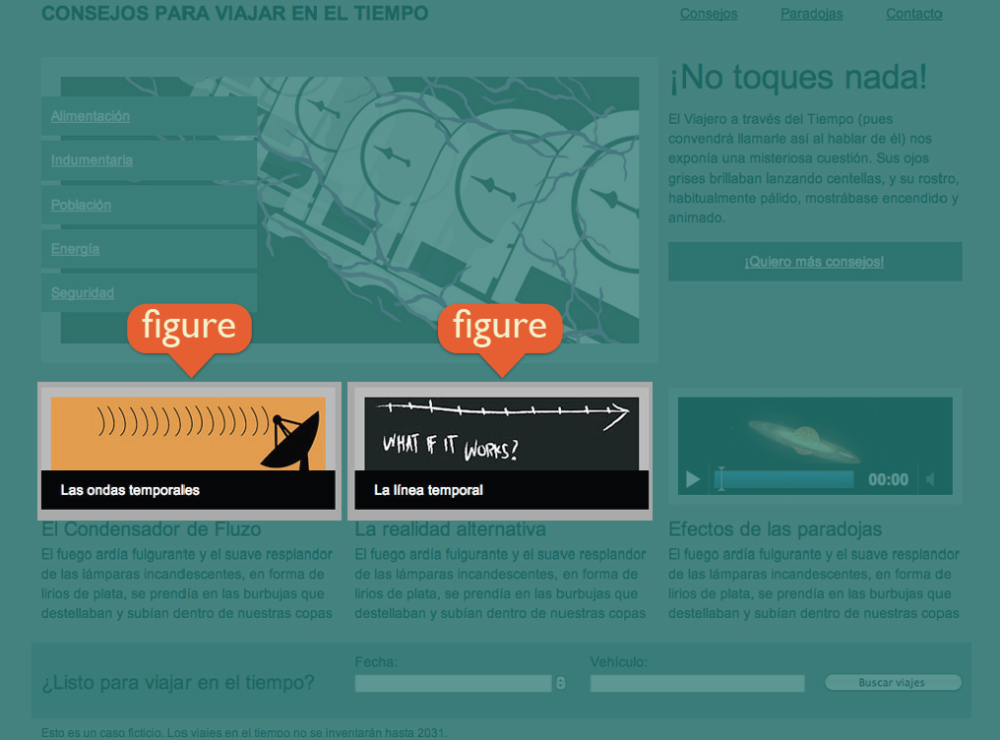 CONSEJOS PARA VIAJAR EN EL TIEMPO
Consejos Paradojas Contacto
Alimentación
Indumentaria
Población
Energía
Seguridad
¡No toques nada!
El Viajero a través del Tiempo (pues
convendrá llamarle así al hablar de él) nos
exponía una misteriosa cuestión. Sus ojos
grises brillaban lanzando centellas, y su rostro,
habitualmente pálido, mostrábase encendido y
animado.
¡Quiero más consejos!
figure
figure
Las ondas temporales
WHAT IF IT WORKS?
La línea temporal
00:00
El Condensador de Fluzo
El fuego ardía fulgurante y el suave resplandor
de las lámparas incandescentes, en forma de
lirios de plata, se prendía en las burbujas que
destellaban y subían dentro de nuestras copas
La realidad alternativa
El fuego ardía fulgurante y el suave resplandor
de las lámparas incandescentes, en forma de
lirios de plata, se prendía en las burbujas que
destellaban y subían dentro de nuestras copas
Efectos de las paradojas
El fuego ardía fulgurante y el suave resplandor
de las lámparas incandescentes, en forma de
lirios de plata, se prendía en las burbujas que
destellaban y subían dentro de nuestras copas
¿Listo para viajar en el tiempo?
Fecha:
Vehículo:
Buscar viajes
Esto es un caso ficticio. Los viajes en el tiempo no se inventarán hasta 2031.